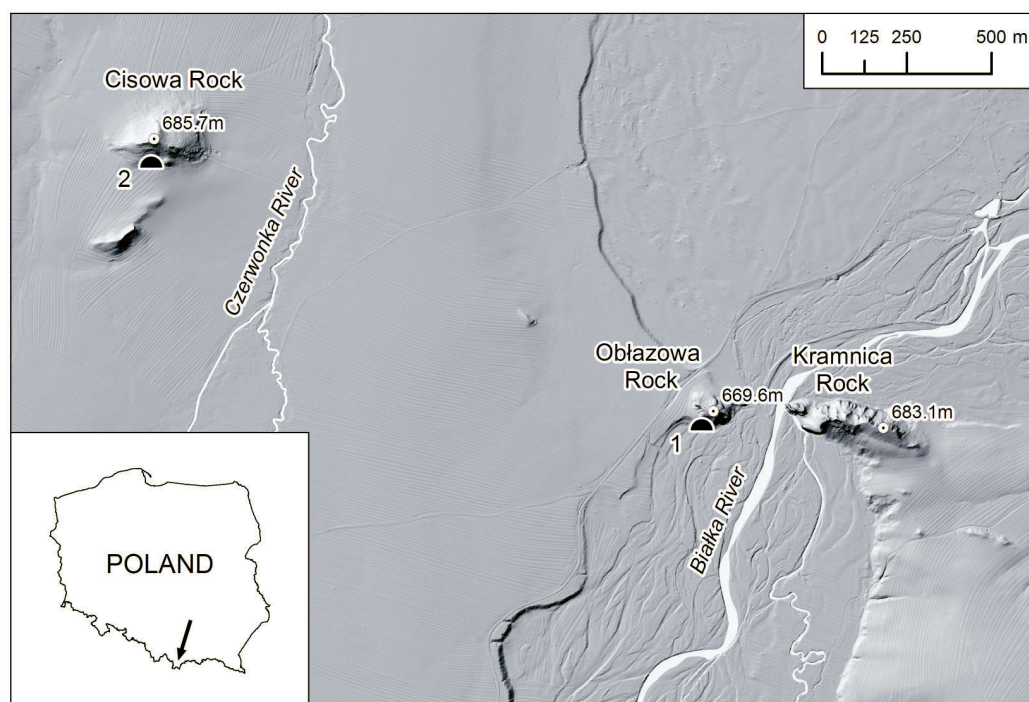 0 125 250 500 m
Cisowa Rock
685.7m
2
Czerwonka River
Obłazowa
Rock
Kramnica
Rock
669.6m
683.1m
1
Białka River
POLAND